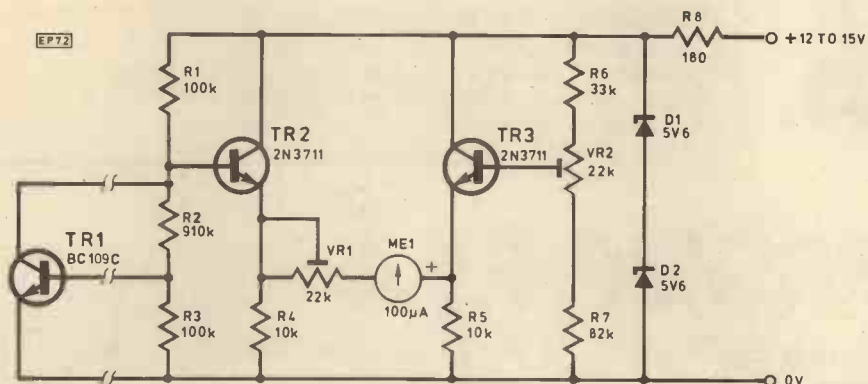 EP72
R1
100k
TR2
2N3711
R2
910k
TR1
BC109C
R3
100k
R4
10k
VR1
22k
ME1
+
100µA
TR3
2N3711
R5
10k
R6
33k
VR2
22k
R7
82k
R8
180
+12 TO 15V
D1
5V6
D2
5V6
0V